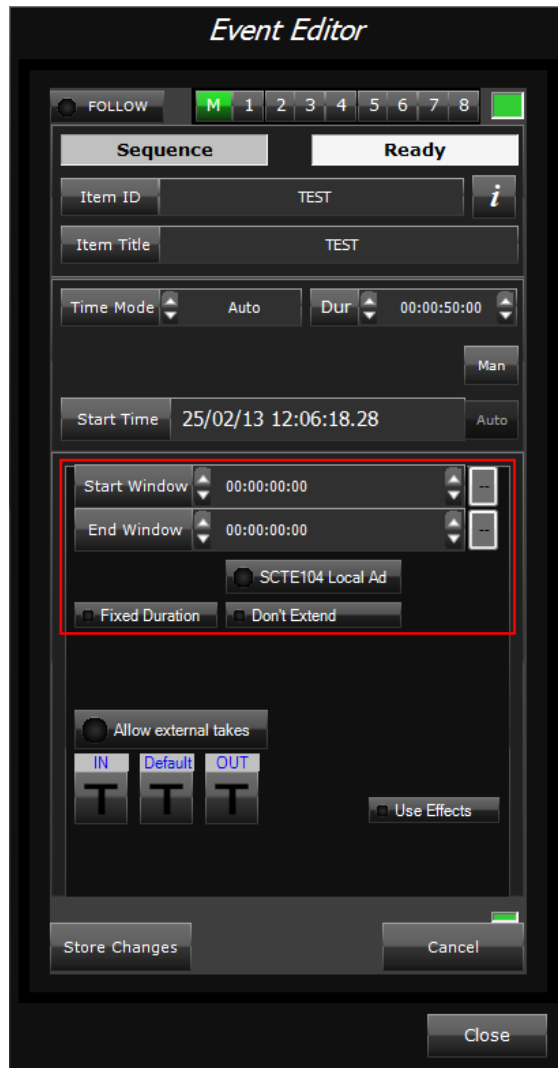 Event Editor
FOLLOW M 1 2 3 4 5 6 7 8
Sequence Ready
Item ID TEST i
Item Title TEST
Time Mode Auto Dur 00:00:50:00
Man
Start Time 25/02/13 12:06:18.28 Auto
Start Window 00:00:00:00 --
End Window 00:00:00:00 --
SCTE104 Local Ad
Fixed Duration Don't Extend
Allow external takes
IN Default OUT
T T T
Use Effects
Store Changes Cancel
Close